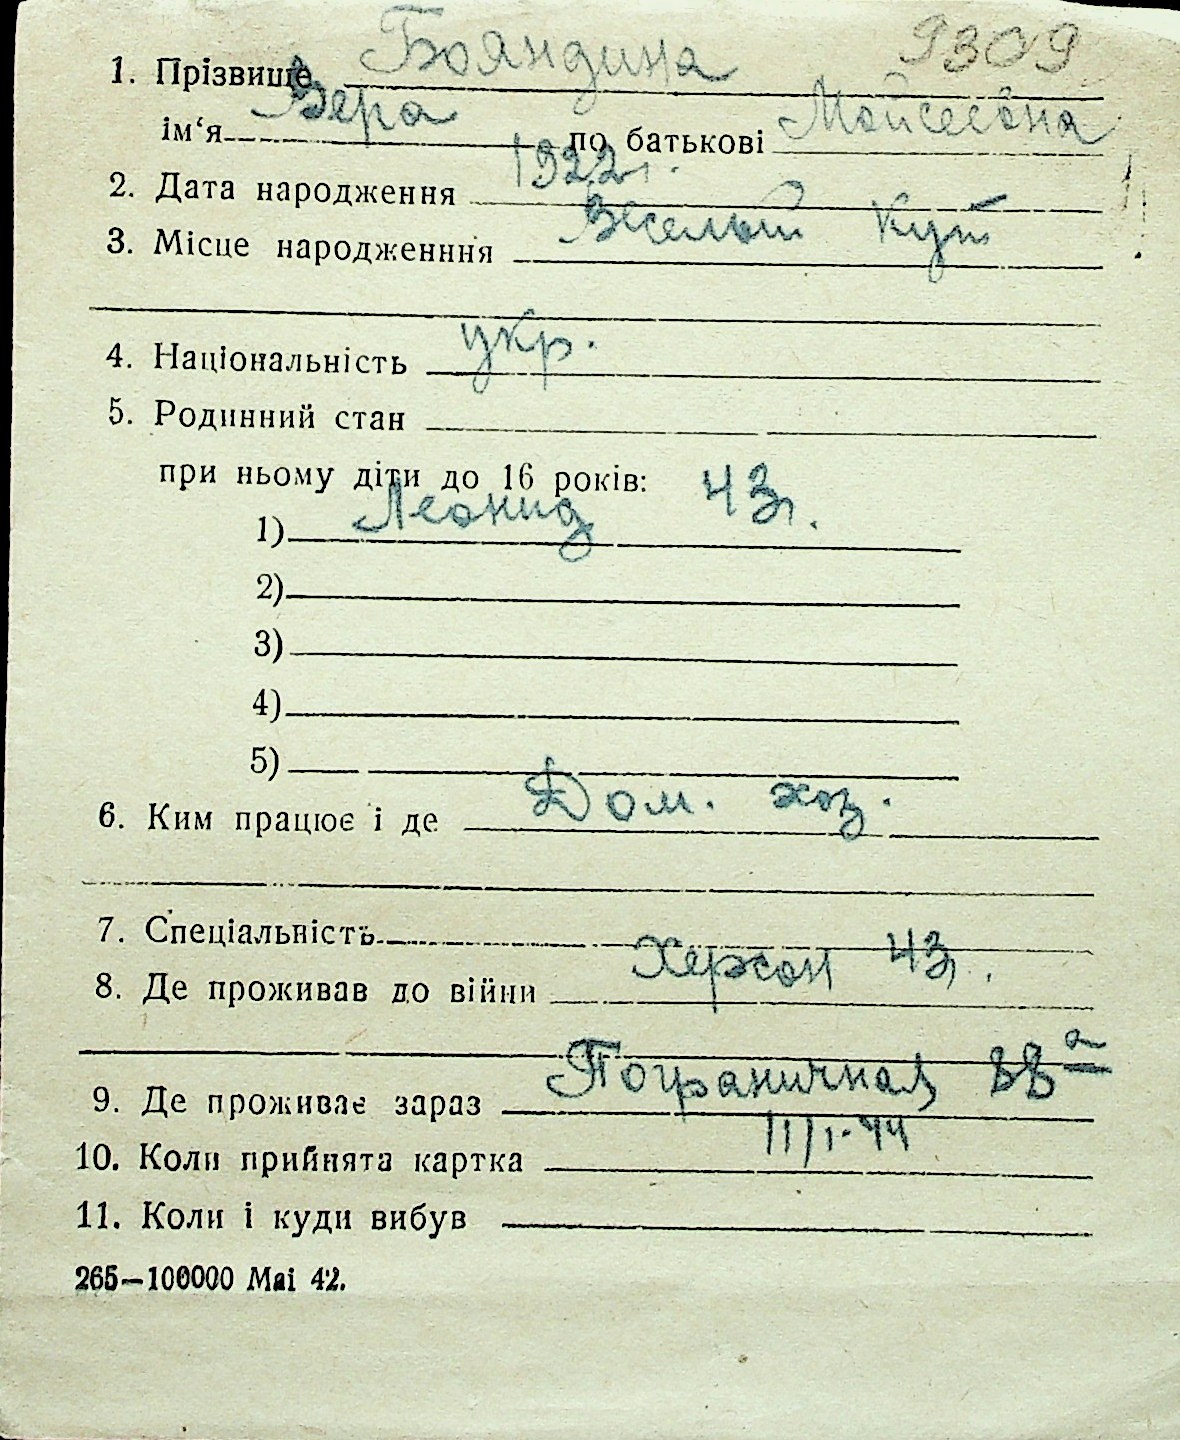 9309
1. Прізвище Бояндина
ім‘я Вера по батькові Мойсеевна
2. Дата народження 1922 г.
3. Місце народженння Веселый Кут
4. Національність укр.
5. Родинний стан
при ньому діти до 16 років:
1) Леонид 43 г.
2)
3)
4)
5)
6. Ким працює і де Дом. хоз.
7. Спеціальність
8. Де проживав до війни Херсон 43 г.
9. Де проживає зараз Пограничная 88 а
10. Коли прийнята картка 11/1-44
11. Коли і куди вибув
265—100000 Mai 42.